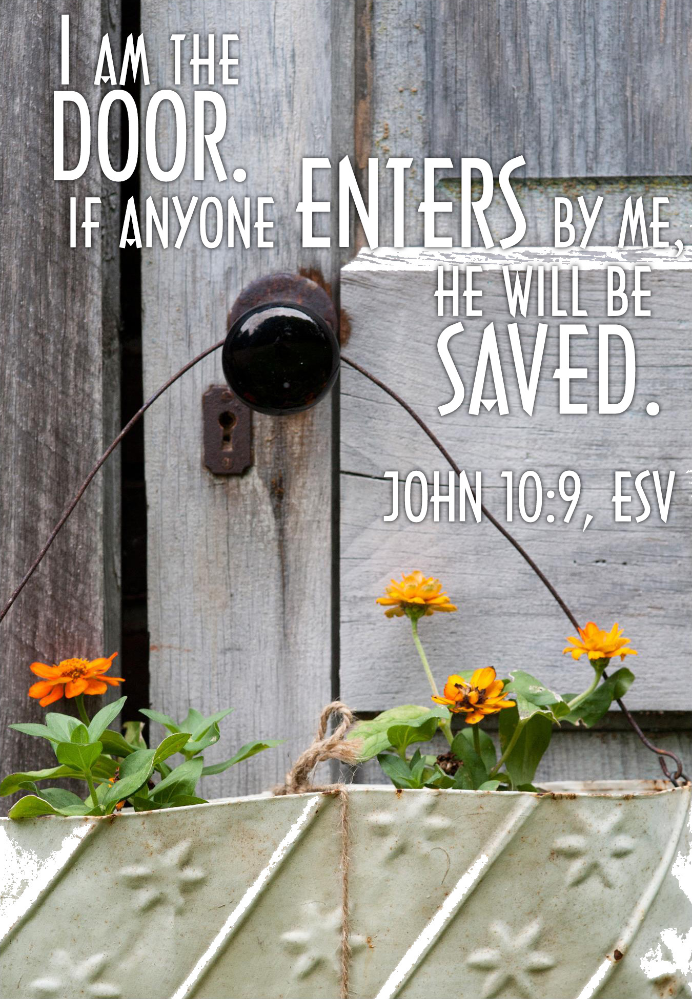 I AM THE
DOOR.
IF ANYONE ENTERS BY ME,
HE WILL BE
SAVED.
JOHN 10:9, ESV